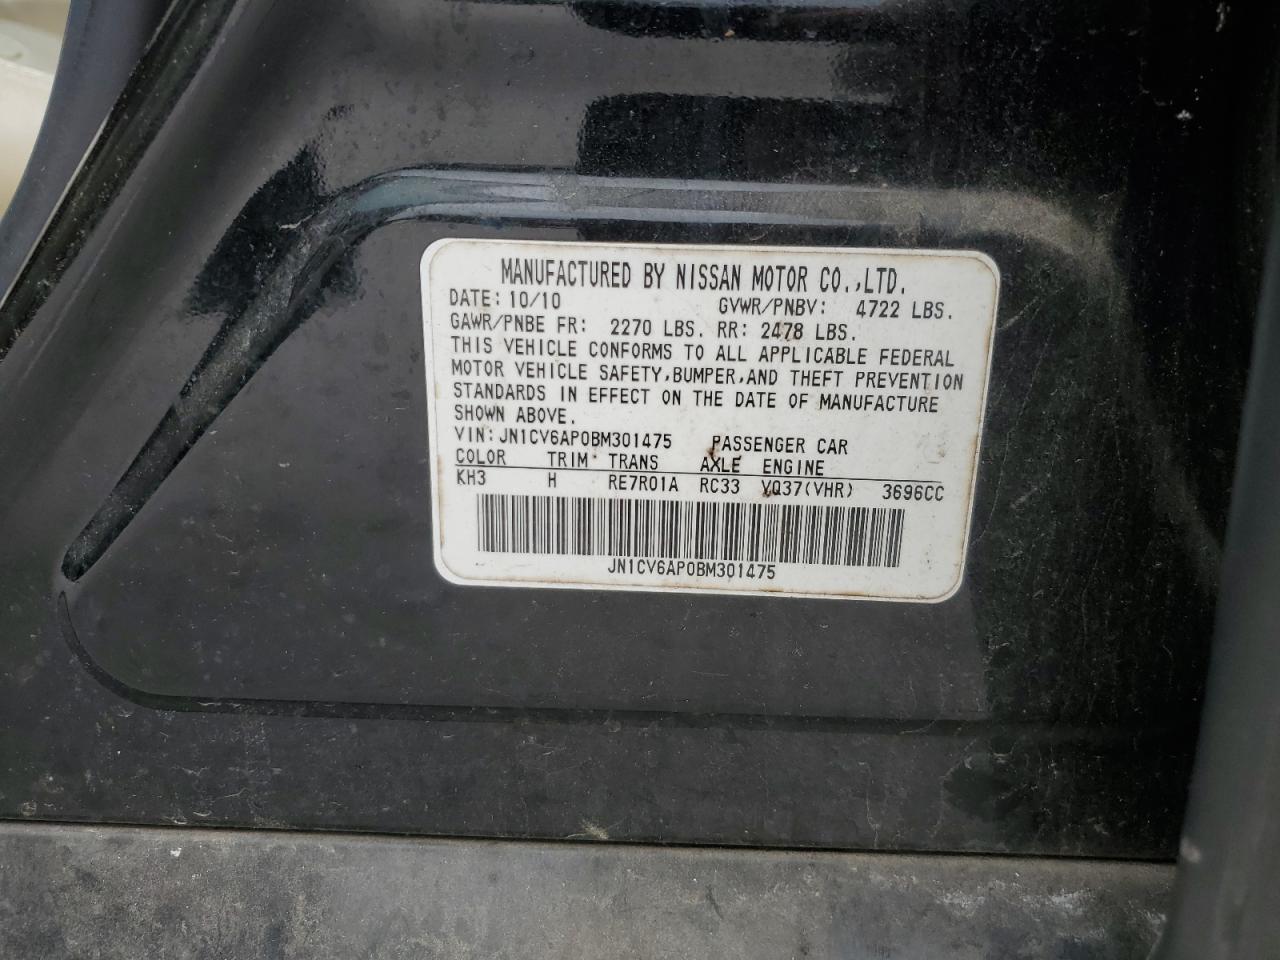 MANUFACTURED BY NISSAN MOTOR CO.,LTD.
DATE: 10/10 GVWR/PNBV: 4722 LBS.
GAWR/PNBE FR: 2270 LBS. RR: 2478 LBS.
THIS VEHICLE CONFORMS TO ALL APPLICABLE FEDERAL
MOTOR VEHICLE SAFETY,BUMPER,AND THEFT PREVENTION
STANDARDS IN EFFECT ON THE DATE OF MANUFACTURE
SHOWN ABOVE.
VIN: JN1CV6AP0BM301475 PASSENGER CAR
COLOR TRIM TRANS AXLE ENGINE
KH3 H RE7R01A RC33 VQ37(VHR) 3696CC
JN1CV6AP0BM301475